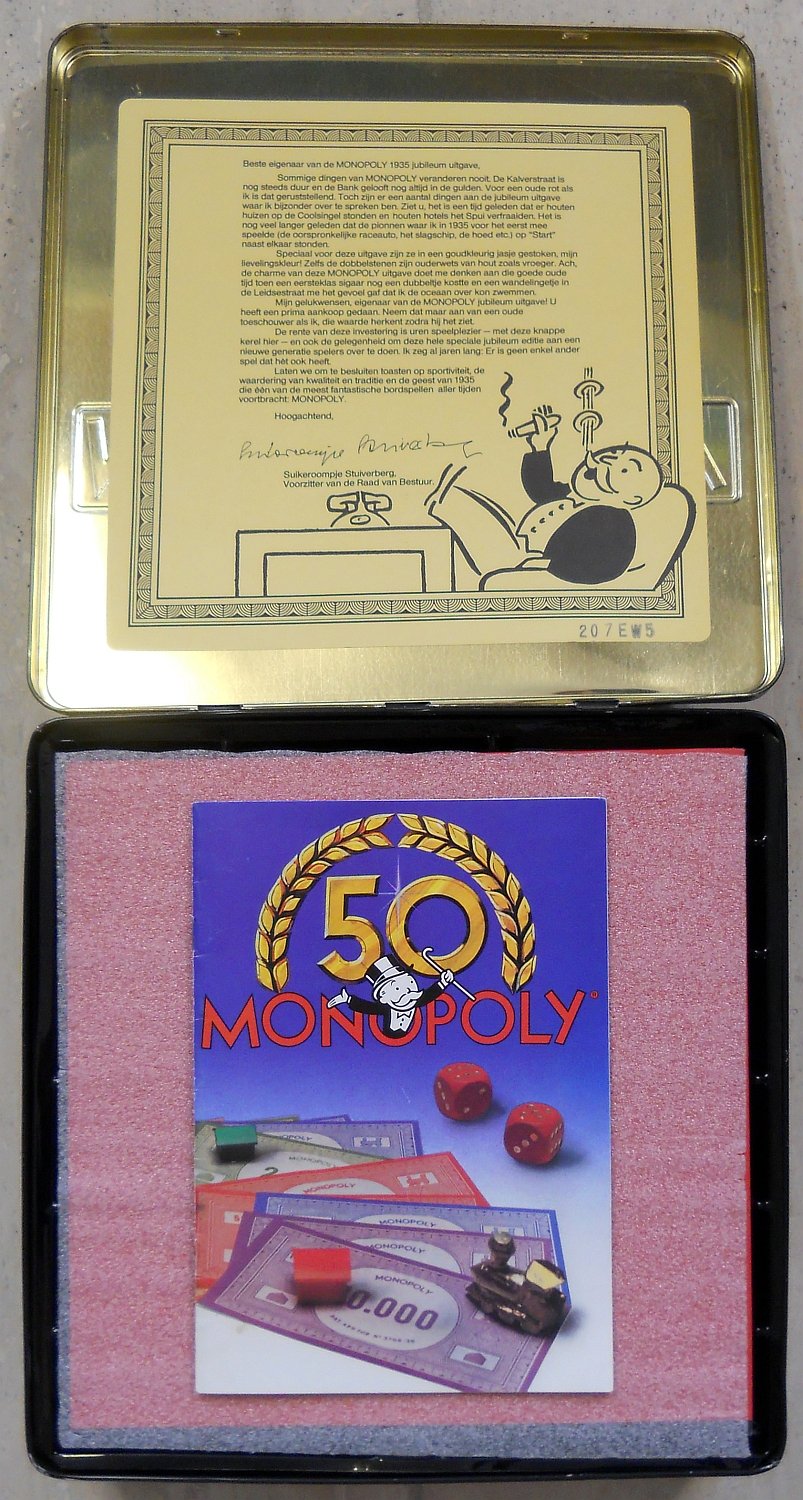 Beste eigenaar van de MONOPOLY 1935 jubileum uitgave,
Sommige dingen van MONOPOLY veranderen nooit. De Kalverstraat is
nog steeds duur en de Bank gelooft nog altijd in de gulden. Voor een oude rot als
ik is dat geruststellend. Toch zijn er een aantal dingen aan de jubileum uitgave
waar ik bijzonder over te spreken ben. Ziet u, het is een tijd geleden dat er houten
huizen op de Coolsingel stonden en houten hotels het Spui verfraaiden. Het is
nog veel langer geleden dat de pionnen waar ik in 1935 voor het eerst mee
speelde (de oorspronkelijke raceauto, het slagschip, de hoed etc.) op "Start"
naast elkaar stonden.
Speciaal voor deze uitgave zijn ze in een goudkleurig jasje gestoken, mijn
lievelingskleur! Zelfs de dobbelstenen zijn ouderwets van hout zoals vroeger. Ach,
de charme van deze MONOPOLY uitgave doet me denken aan die goede oude
tijd toen een eersteklas sigaar nog een dubbeltje kostte en een wandelingetje in
de Leidsestraat me het gevoel gaf dat ik de oceaan over kon zwemmen.
Mijn gelukwensen, eigenaar van de MONOPOLY jubileum uitgave! U
heeft een prima aankoop gedaan. Neem dat maar aan van een oude
toeschouwer als ik, die waarde herkent zodra hij het ziet.
De rente van deze investering is uren speelplezier — met deze knappe
kerel hier — en ook de gelegenheid om deze hele speciale jubileum editie aan een
nieuwe generatie spelers over te doen. Ik zeg al jaren lang: Er is geen enkel ander
spel dat hèt ook heeft.
Laten we om te besluiten toasten op sportiviteit, de
waardering van kwaliteit en traditie en de geest van 1935
die één van de meest fantastische bordspellen aller tijden
voortbracht: MONOPOLY.
Hoogachtend,
Suikeroompje Stuiverberg
Suikeroompje Stuiverberg,
Voorzitter van de Raad van Bestuur.
207EW5
50
MONOPOLY®
MONOPOLY
2
MONOPOLY
MONOPOLY
5
MONOPOLY
MONOPOLY
MONOPOLY
0.000